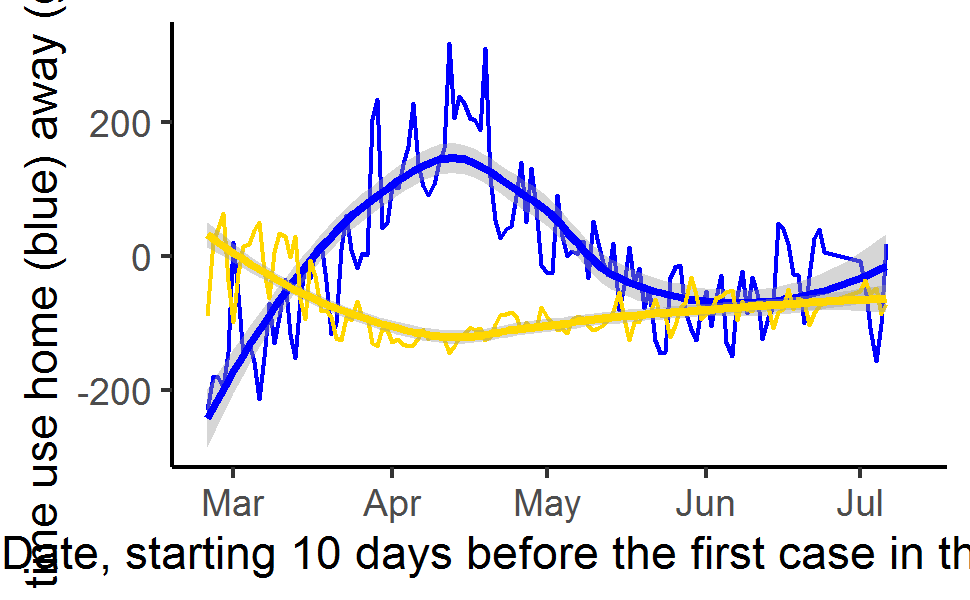 time use home (blue) away (
200
0
-200
Mar Apr May Jun Jul
Date, starting 10 days before the first case in th